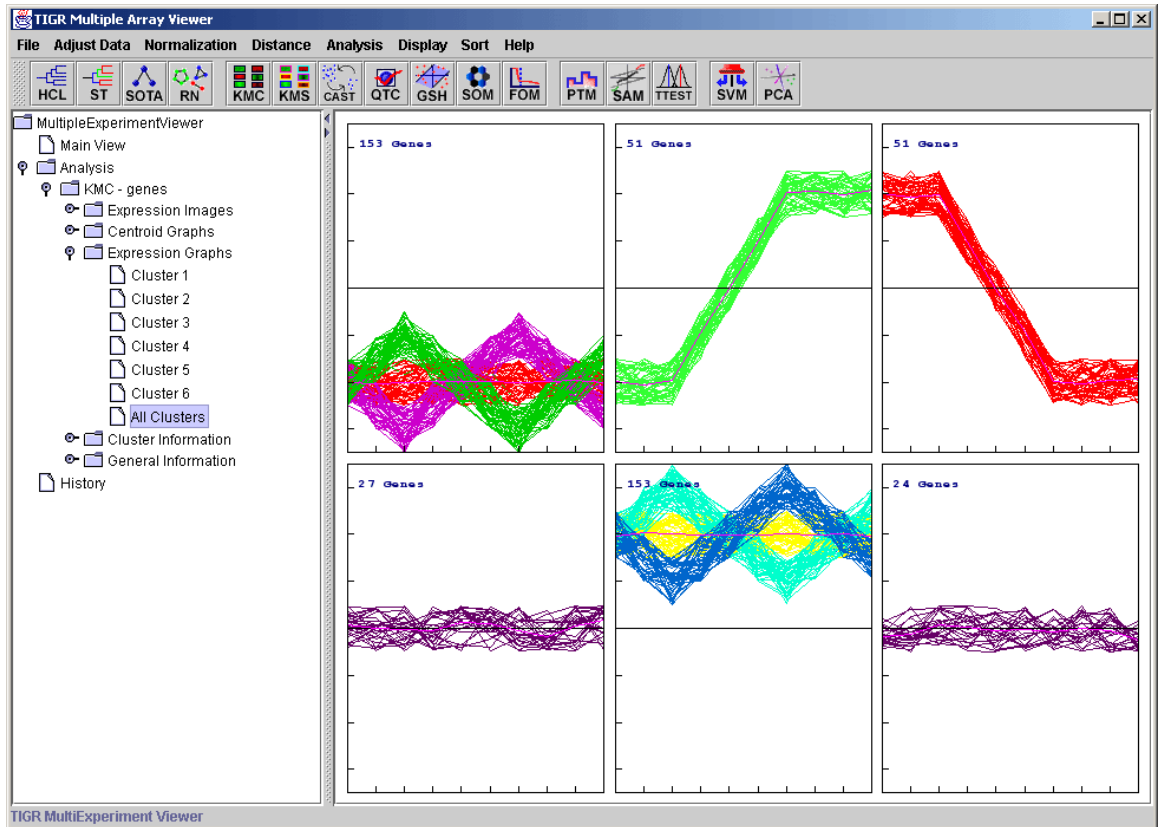 TIGR Multiple Array Viewer
File Adjust Data Normalization Distance Analysis Display Sort Help
HCL ST SOTA RN KMC KMS CAST QTC GSH SOM FOM PTM SAM TTEST SVM PCA
MultipleExperimentViewer
Main View
Analysis
KMC - genes
Expression Images
Centroid Graphs
Expression Graphs
Cluster 1
Cluster 2
Cluster 3
Cluster 4
Cluster 5
Cluster 6
All Clusters
Cluster Information
General Information
History
153 Genes
51 Genes
51 Genes
27 Genes
153 Genes
24 Genes
TIGR MultiExperiment Viewer